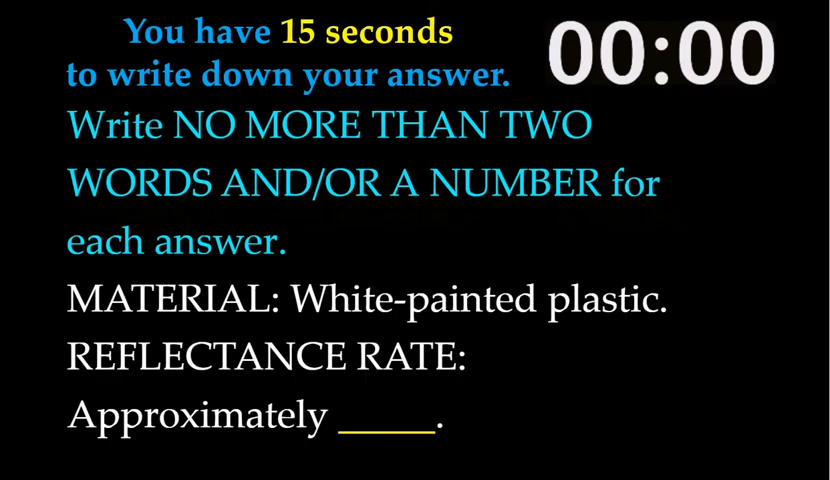 You have 15 seconds
to write down your answer.
00:00
Write NO MORE THAN TWO
WORDS AND/OR A NUMBER for
each answer.
MATERIAL: White-painted plastic.
REFLECTANCE RATE:
Approximately _____.